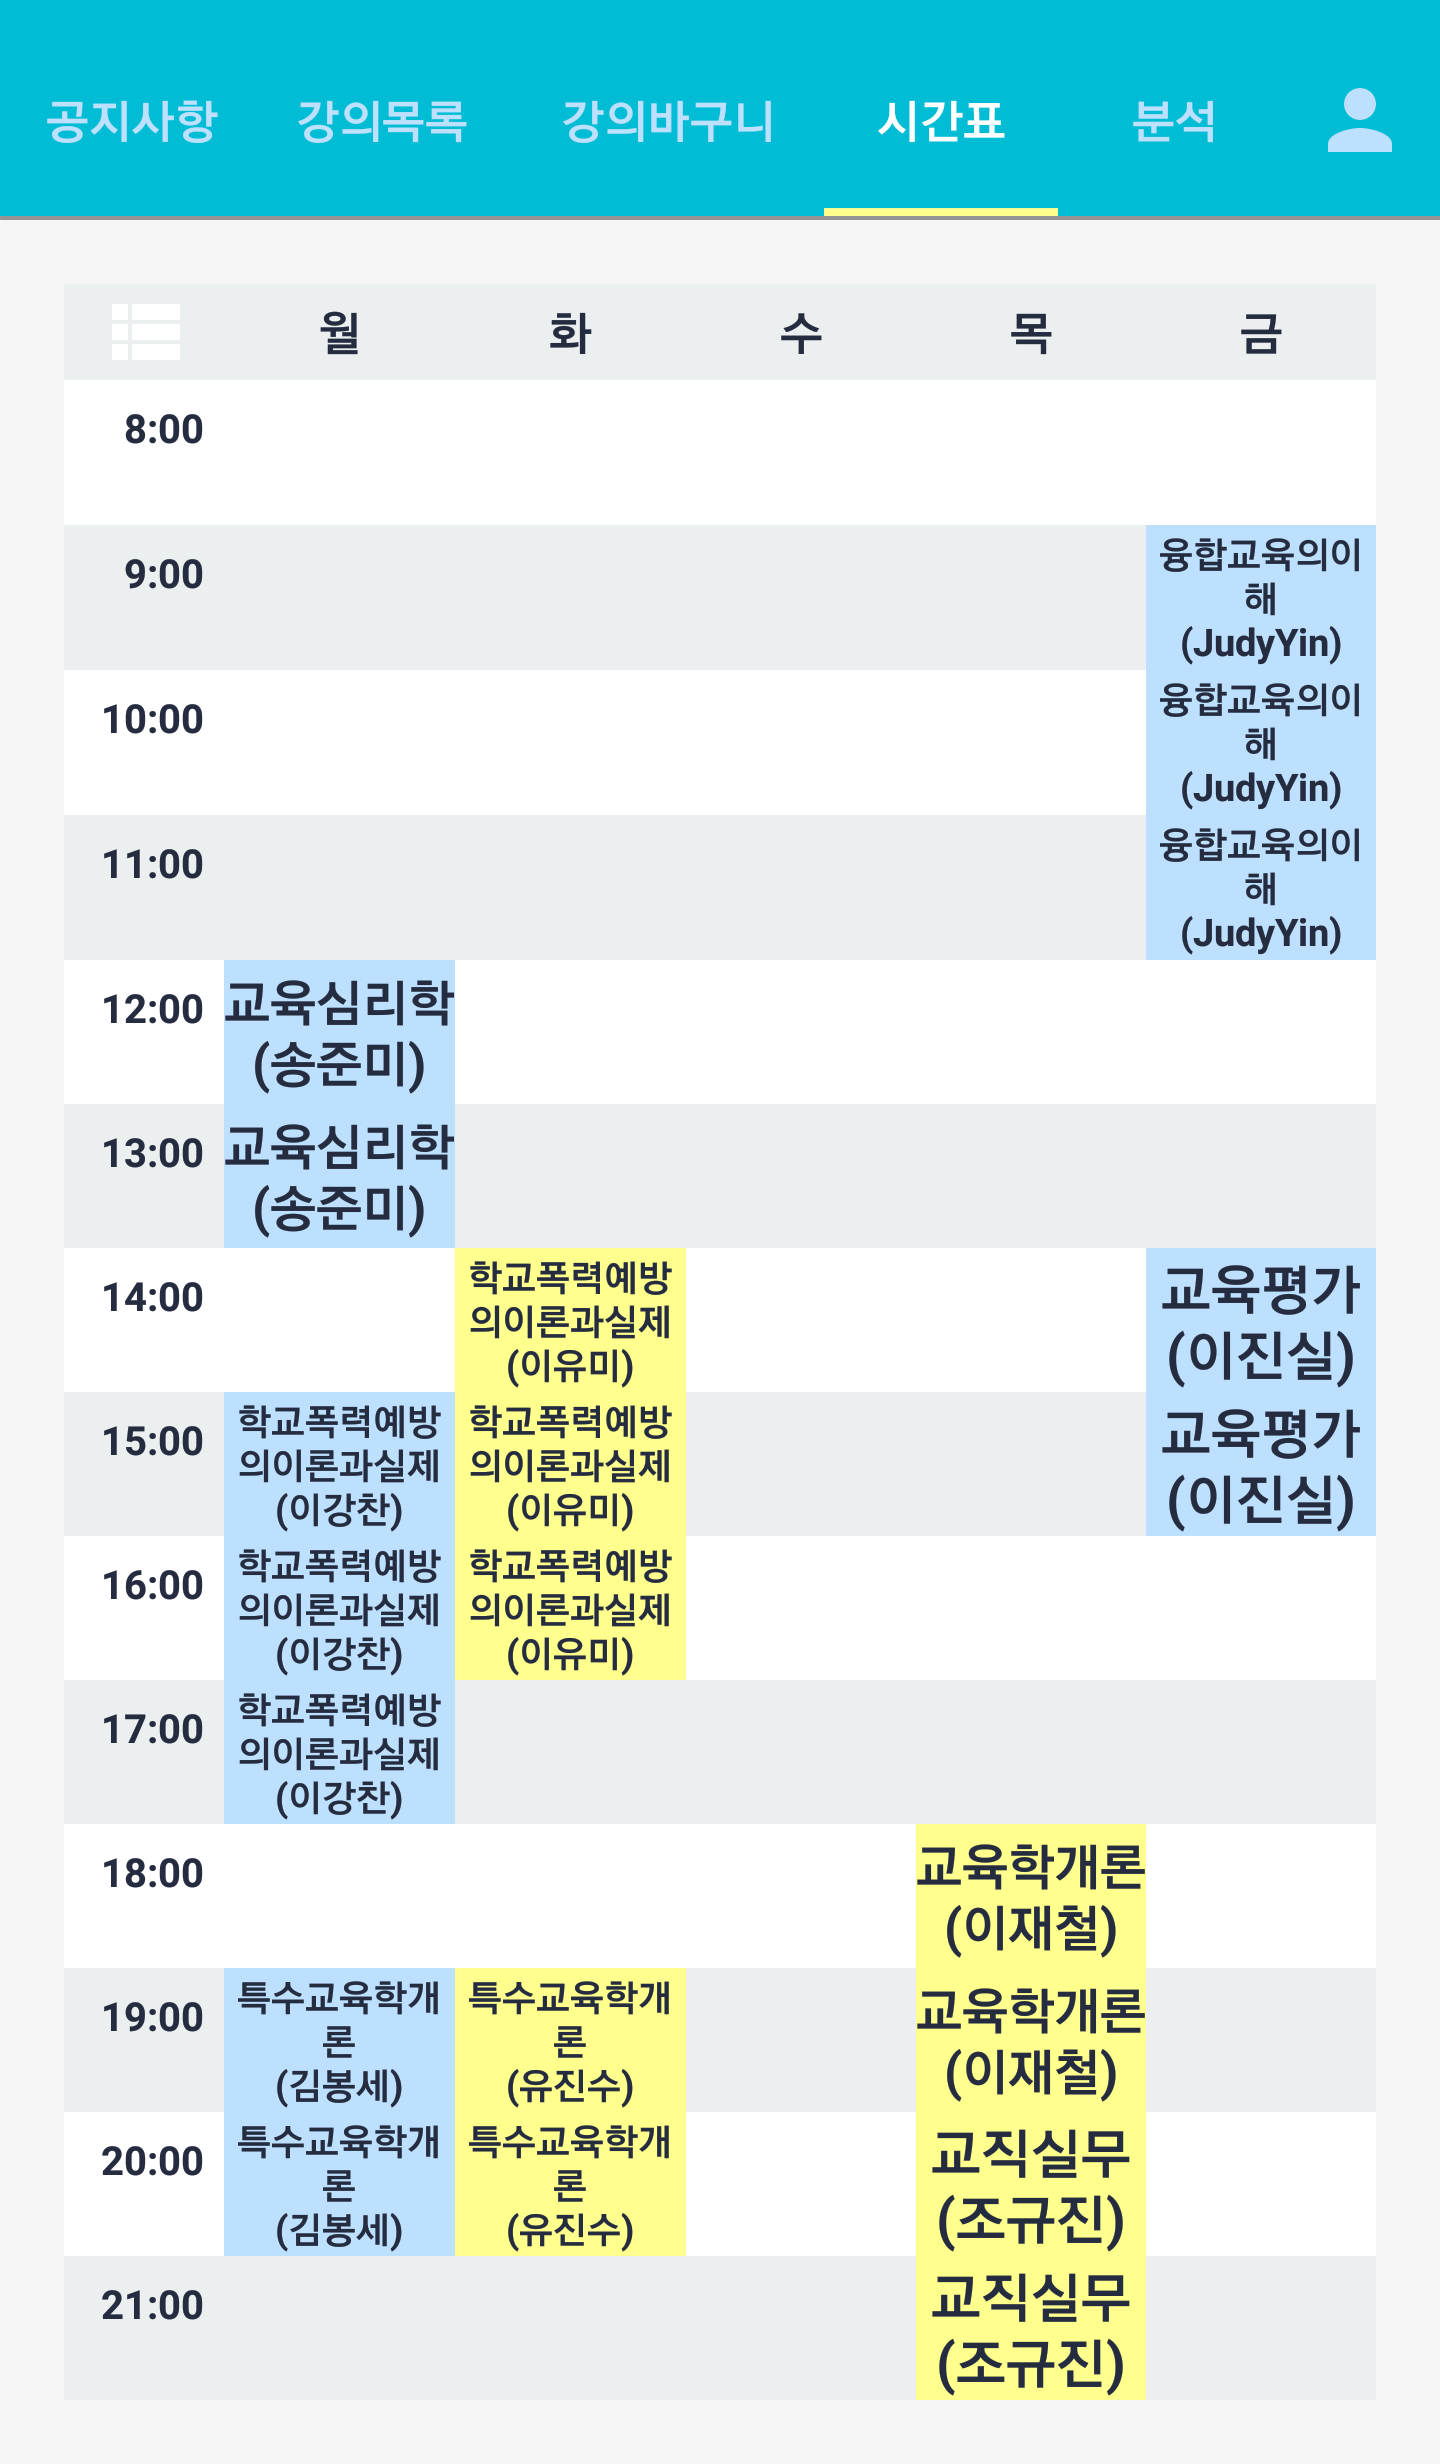 공지사항 강의목록 강의바구니 시간표 분석
월 화 수 목 금
8:00
9:00
융합교육의이
해
(JudyYin)
10:00
융합교육의이
해
(JudyYin)
11:00
융합교육의이
해
(JudyYin)
12:00
교육심리학
(송준미)
13:00
교육심리학
(송준미)
14:00
학교폭력예방
의이론과실제
(이유미)
교육평가
(이진실)
15:00
학교폭력예방
의이론과실제
(이강찬)
학교폭력예방
의이론과실제
(이유미)
교육평가
(이진실)
16:00
학교폭력예방
의이론과실제
(이강찬)
학교폭력예방
의이론과실제
(이유미)
17:00
학교폭력예방
의이론과실제
(이강찬)
18:00
교육학개론
(이재철)
19:00
특수교육학개
론
(김봉세)
특수교육학개
론
(유진수)
교육학개론
(이재철)
20:00
특수교육학개
론
(김봉세)
특수교육학개
론
(유진수)
교직실무
(조규진)
21:00
교직실무
(조규진)